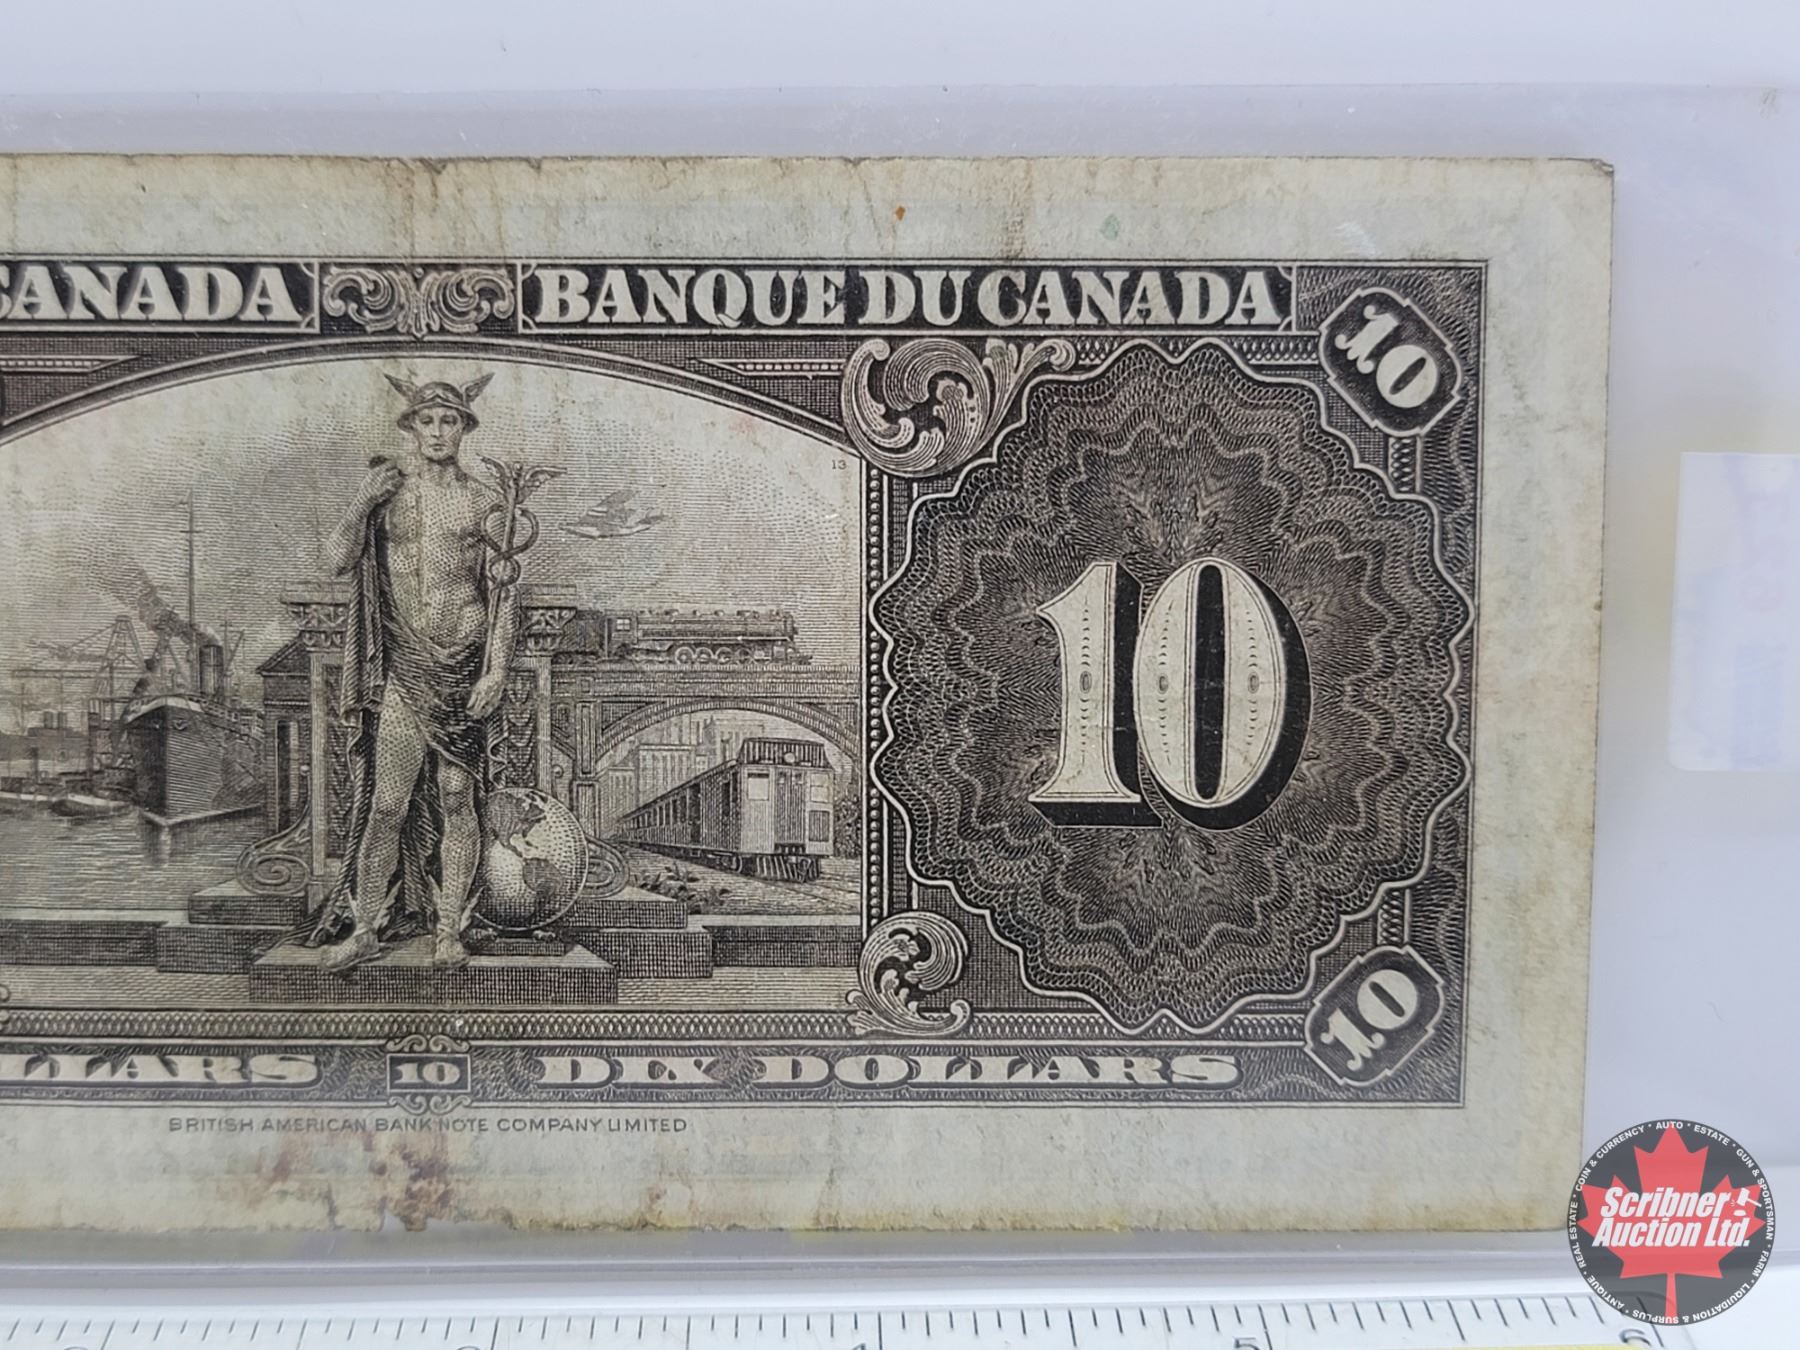 CANADA BANQUE DU CANADA 10
13
10
10
LLARS 10 DIX DOLLARS
BRITISH AMERICAN BANK NOTE COMPANY LIMITED
COIN & CURRENCY * AUTO * ESTATE * GUN & SPORTSMAN * FARM * LIQUIDATION & SURPLUS * ANTIQUE * REAL ESTATE *
Scribner
Auction Ltd.
5 6